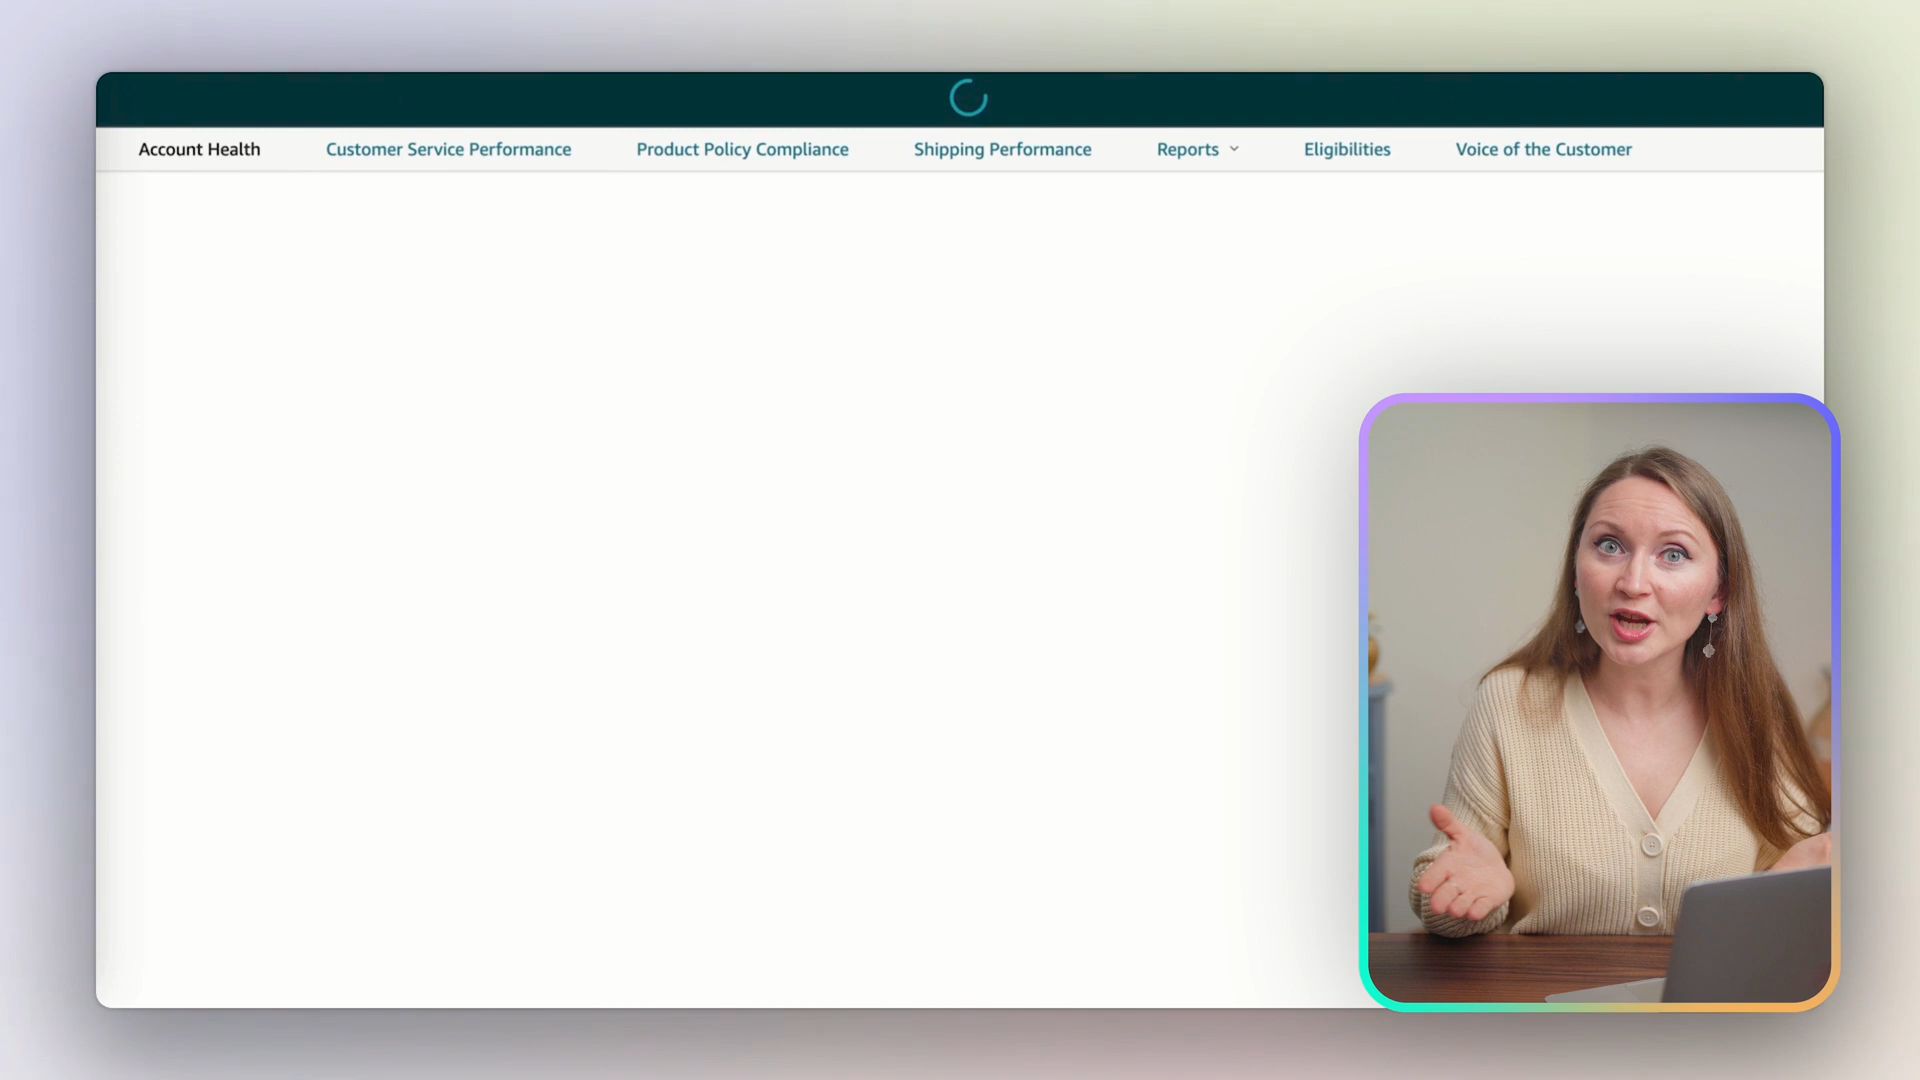 Account Health Customer Service Performance Product Policy Compliance Shipping Performance Reports Eligibilities Voice of the Customer